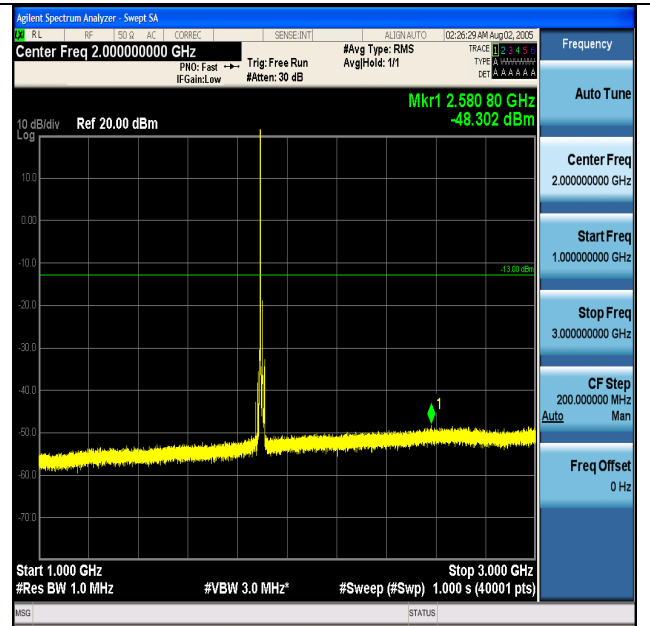 Agilent Spectrum Analyzer - Swept SA
LXI RL RF 50 Ω AC CORREC SENSE:INT ALIGN AUTO 02:26:29 AM Aug 02, 2005
Center Freq 2.000000000 GHz
PNO: Fast
IFGain:Low
Trig: Free Run
#Atten: 30 dB
#Avg Type: RMS
Avg|Hold: 1/1
TRACE 1 2 3 4 5 6
TYPE A WWWWW
DET A A A A A A
Mkr1 2.580 80 GHz
-48.302 dBm
10 dB/div Ref 20.00 dBm
Log
10.0
0.00
-10.0
-13.00 dBm
-20.0
-30.0
-40.0
1
-50.0
-60.0
-70.0
Start 1.000 GHz Stop 3.000 GHz
#Res BW 1.0 MHz #VBW 3.0 MHz* #Sweep (#Swp) 1.000 s (40001 pts)
MSG STATUS
Frequency
Auto Tune
Center Freq
2.000000000 GHz
Start Freq
1.000000000 GHz
Stop Freq
3.000000000 GHz
CF Step
200.000000 MHz
Auto Man
Freq Offset
0 Hz